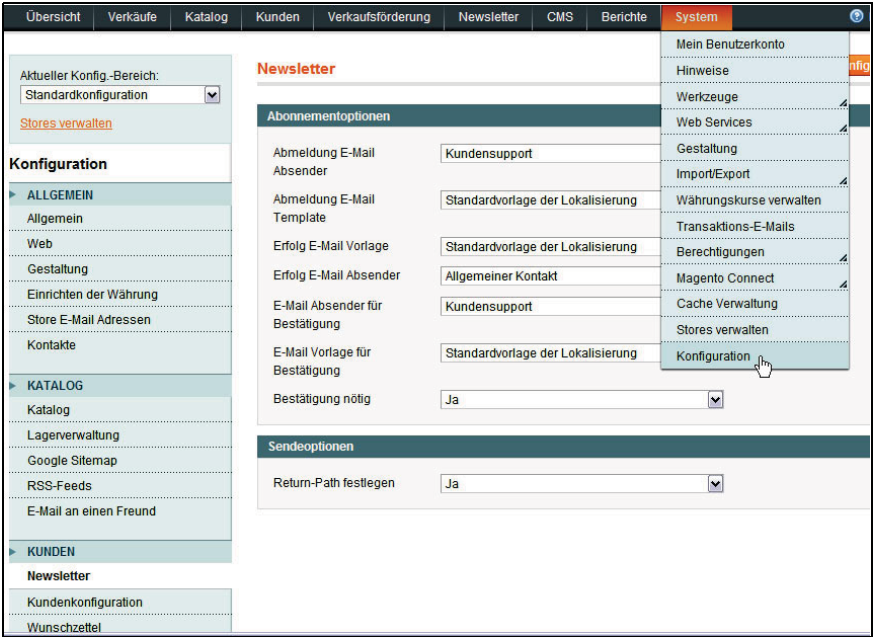 Übersicht Verkäufe Katalog Kunden Verkaufsförderung Newsletter CMS Berichte System
Aktueller Konfig.-Bereich:
Standardkonfiguration
Stores verwalten
Konfiguration
ALLGEMEIN
Allgemein
Web
Gestaltung
Einrichten der Währung
Store E-Mail Adressen
Kontakte
KATALOG
Katalog
Lagerverwaltung
Google Sitemap
RSS-Feeds
E-Mail an einen Freund
KUNDEN
Newsletter
Kundenkonfiguration
Wunschzettel
Newsletter
nfig
Abonnementoptionen
Abmeldung E-Mail
Absender
Kundensupport
Abmeldung E-Mail
Template
Standardvorlage der Lokalisierung
Erfolg E-Mail Vorlage
Standardvorlage der Lokalisierung
Erfolg E-Mail Absender
Allgemeiner Kontakt
E-Mail Absender für
Bestätigung
Kundensupport
E-Mail Vorlage für
Bestätigung
Standardvorlage der Lokalisierung
Bestätigung nötig
Ja
Sendeoptionen
Return-Path festlegen
Ja
Mein Benutzerkonto
Hinweise
Werkzeuge
Web Services
Gestaltung
Import/Export
Währungskurse verwalten
Transaktions-E-Mails
Berechtigungen
Magento Connect
Cache Verwaltung
Stores verwalten
Konfiguration